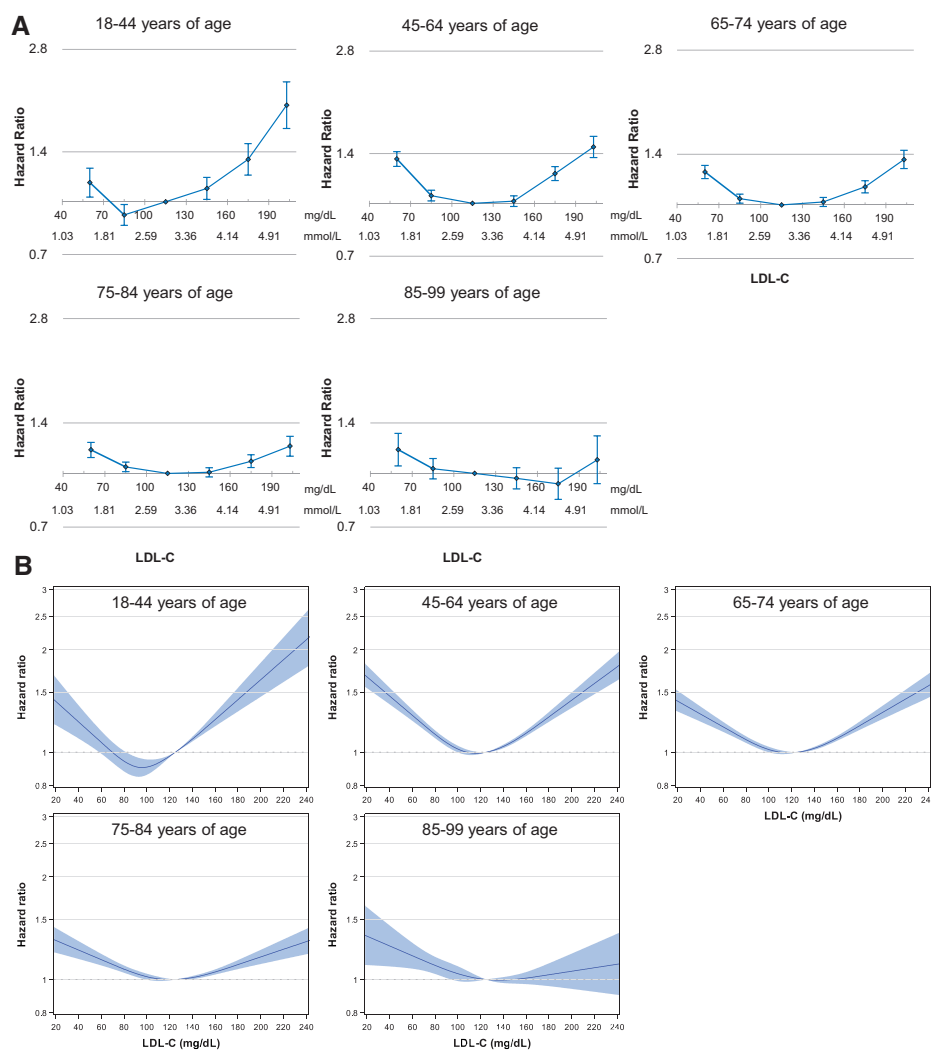 A
18-44 years of age
45-64 years of age
65-74 years of age
2.8
2.8
2.8
Hazard Ratio
Hazard Ratio
Hazard Ratio
1.4
1.4
1.4
40 70 100 130 160 190 mg/dL
40 70 100 130 160 190 mg/dL
40 70 100 130 160 190 mg/dL
1.03 1.81 2.59 3.36 4.14 4.91 mmol/L
1.03 1.81 2.59 3.36 4.14 4.91 mmol/L
1.03 1.81 2.59 3.36 4.14 4.91
0.7
0.7
0.7
LDL-C
75-84 years of age
85-99 years of age
2.8
2.8
Hazard Ratio
Hazard Ratio
1.4
1.4
40 70 100 130 160 190 mg/dL
40 70 100 130 160 190 mg/dL
1.03 1.81 2.59 3.36 4.14 4.91 mmol/L
1.03 1.81 2.59 3.36 4.14 4.91 mmol/L
0.7
0.7
LDL-C
LDL-C
B
18-44 years of age
45-64 years of age
65-74 years of age
Hazard ratio
3
2.5
2
1.5
1
0.8
20 40 60 80 100 120 140 160 180 200 220 240
Hazard ratio
3
2.5
2
1.5
1
0.8
20 40 60 80 100 120 140 160 180 200 220 240
Hazard ratio
3
2.5
2
1.5
1
0.8
20 40 60 80 100 120 140 160 180 200 220 240
LDL-C (mg/dL)
75-84 years of age
85-99 years of age
Hazard ratio
3
2.5
2
1.5
1
0.8
20 40 60 80 100 120 140 160 180 200 220 240
LDL-C (mg/dL)
Hazard ratio
3
2.5
2
1.5
1
0.8
20 40 60 80 100 120 140 160 180 200 220 240
LDL-C (mg/dL)